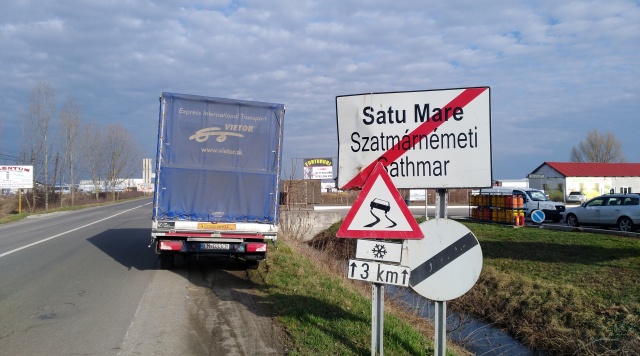 Express International Transport
VIETOR
www.vietor.sk
Satu Mare
Szatmárnémeti
Sathmar
3 km